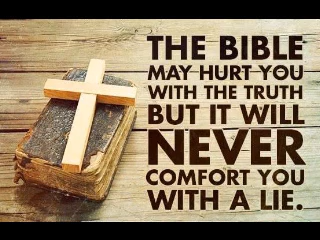 THE BIBLE
MAY HURT YOU
WITH THE TRUTH
BUT IT WILL
NEVER
COMFORT YOU
WITH A LIE.